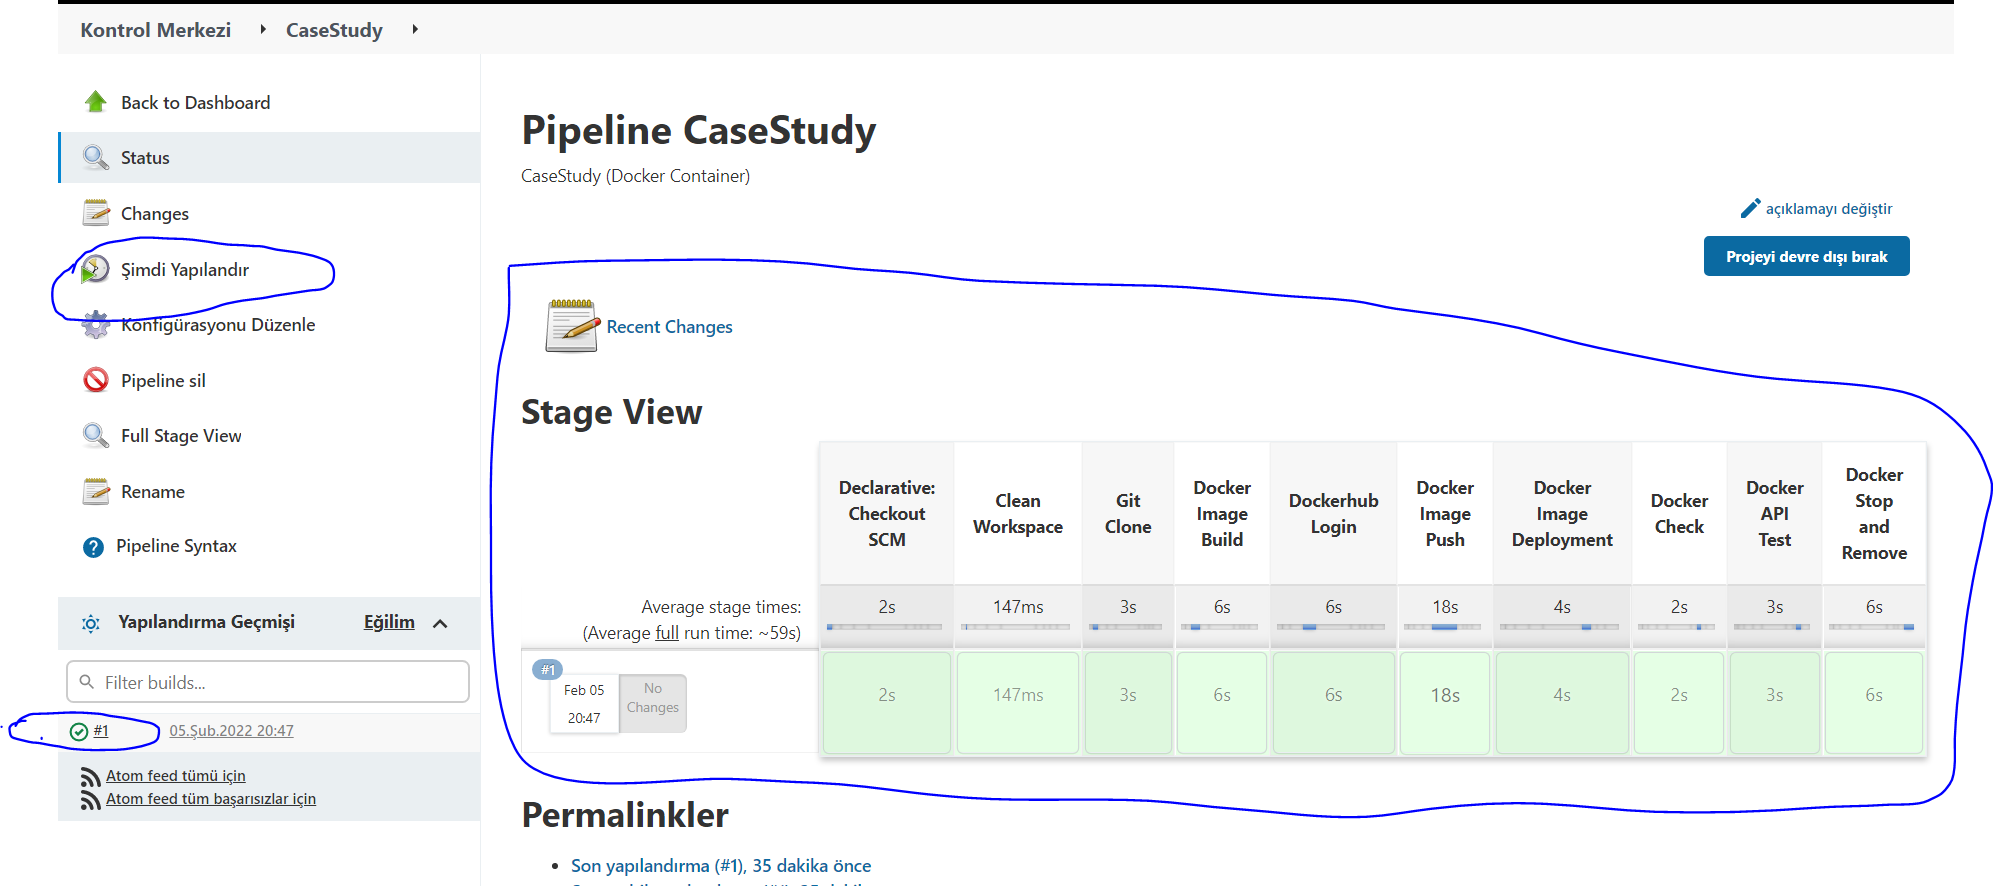 Kontrol Merkezi CaseStudy
Back to Dashboard
Status
Changes
Şimdi Yapılandır
Konfigürasyonu Düzenle
Pipeline sil
Full Stage View
Rename
Pipeline Syntax
Yapılandırma Geçmişi Eğilim
Filter builds...
#1 05.Şub.2022 20:47
Atom feed tümü için
Atom feed tüm başarısızlar için
Pipeline CaseStudy
CaseStudy (Docker Container)
açıklamayı değiştir
Projeyi devre dışı bırak
Recent Changes
Stage View
Declarative:
Checkout
SCM
Clean
Workspace
Git
Clone
Docker
Image
Build
Dockerhub
Login
Docker
Image
Push
Docker
Image
Deployment
Docker
Check
Docker
API
Test
Docker
Stop
and
Remove
Average stage times: 2s 147ms 3s 6s 6s 18s 4s 2s 3s 6s
(Average full run time: ~59s)
#1
Feb 05
20:47
No
Changes
2s 147ms 3s 6s 6s 18s 4s 2s 3s 6s
Permalinkler
Son yapılandırma (#1), 35 dakika önce